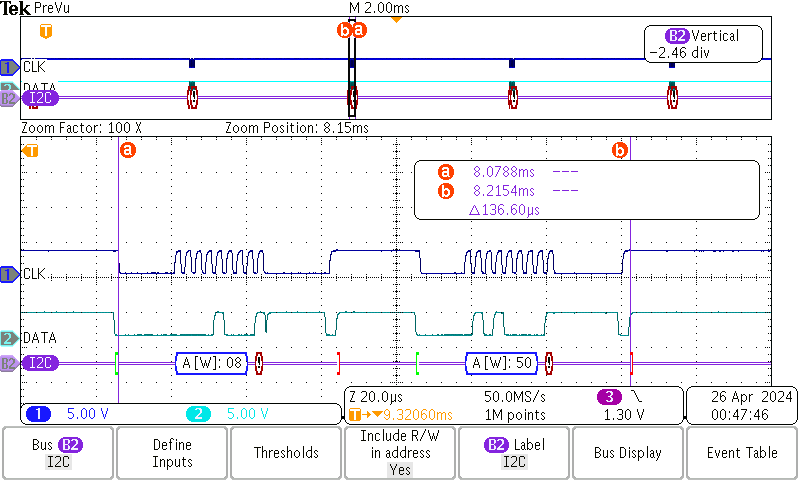 Tek PreVu M 2.00ms
T
b a
B2 Vertical
-2.46 div
1 CLK
2 DATA
B2 I2C
Zoom Factor: 100 X Zoom Position: 8.15ms
T a b
a 8.0788ms ---
b 8.2154ms ---
Δ136.60µs
1 CLK
2 DATA
B2 I2C A[W]: 08 ! A[W]: 50 !
1 5.00 V 2 5.00 V
Z 20.0µs 50.0MS/s 3 1.30 V
T→▼9.32060ms 1M points
26 Apr 2024
00:47:46
Bus B2
I2C
Define
Inputs
Thresholds
Include R/W
in address
Yes
B2 Label
I2C
Bus Display
Event Table